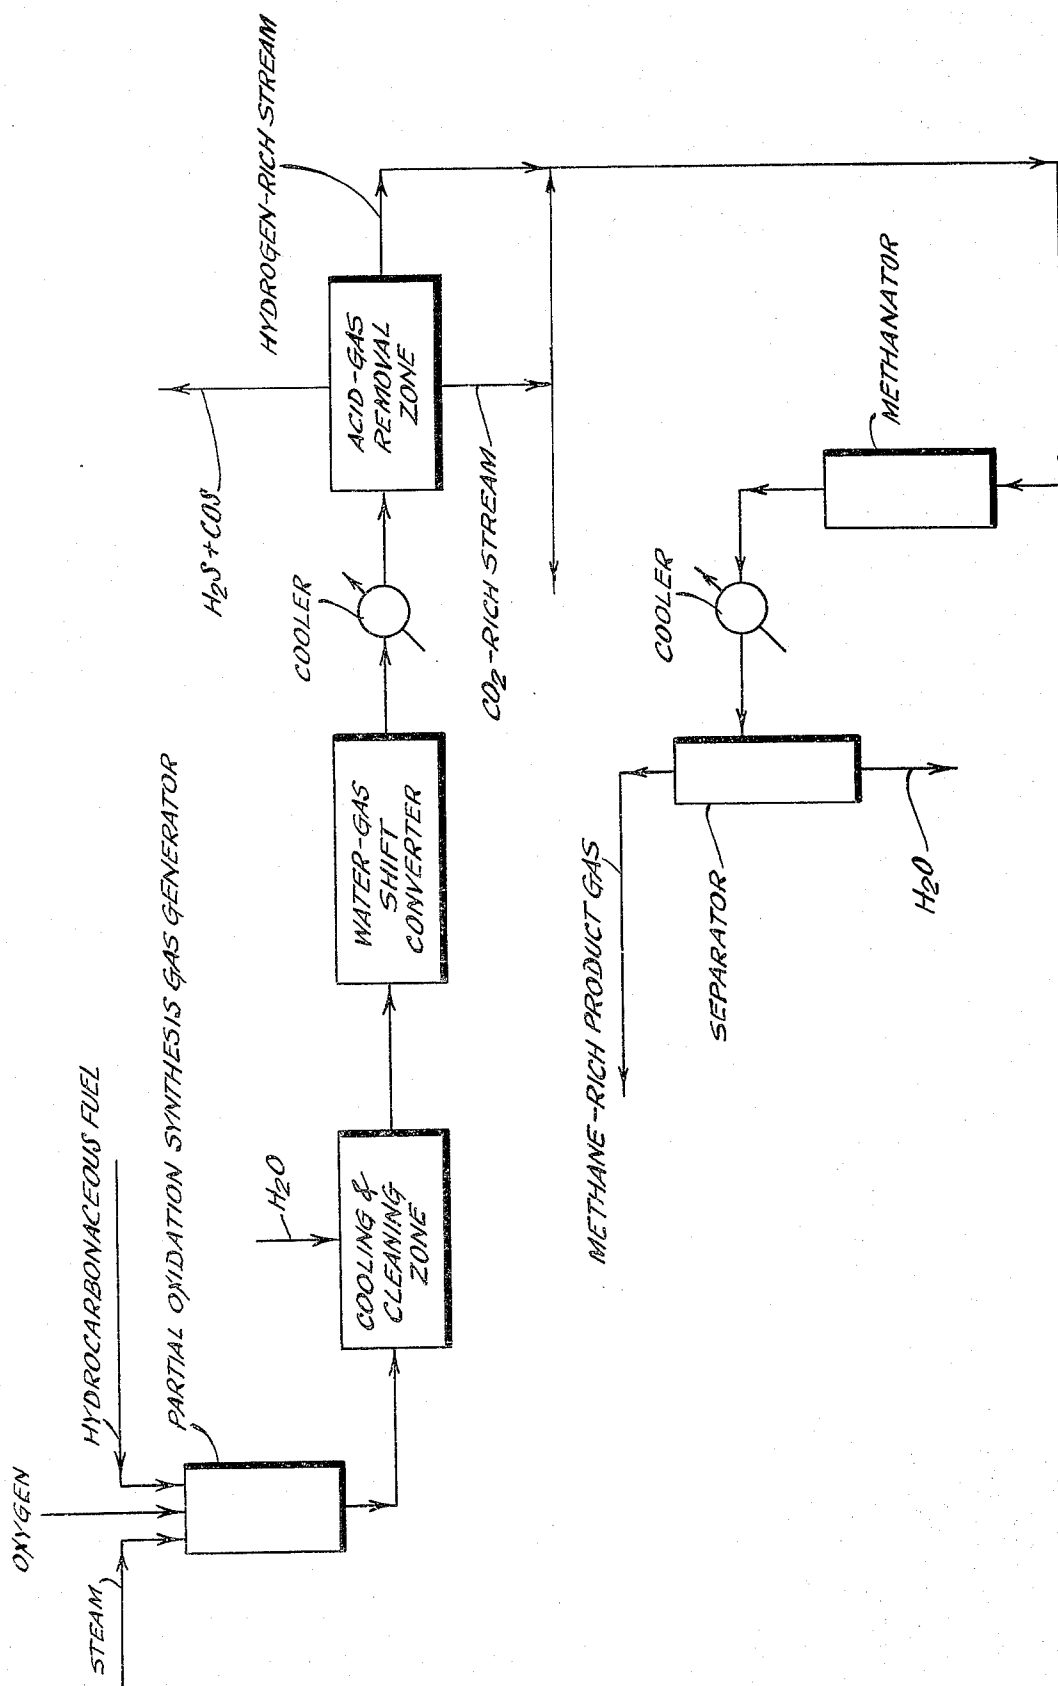 STEAM
OXYGEN
HYDROCARBONACEOUS FUEL
PARTIAL OXIDATION SYNTHESIS GAS GENERATOR
H2O
COOLING &
CLEANING
ZONE
WATER-GAS
SHIFT
CONVERTER
COOLER
H2S+COS
ACID-GAS
REMOVAL
ZONE
HYDROGEN-RICH STREAM
CO2-RICH STREAM
METHANATOR
COOLER
SEPARATOR
H2O
METHANE-RICH PRODUCT GAS